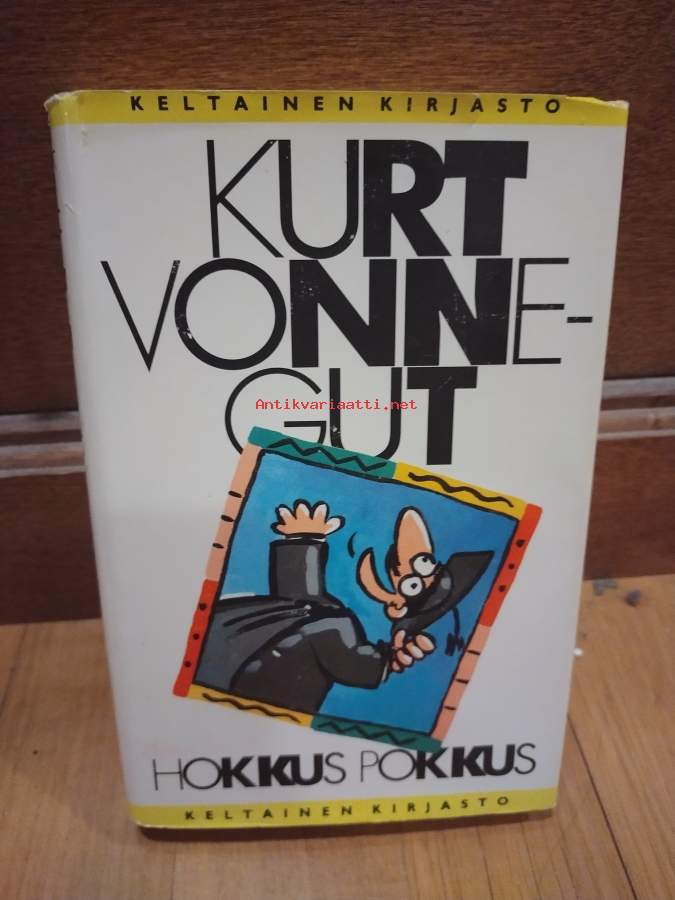 KELTAINEN KIRJASTO
KURT
VONNE-
GUT
Antikvariaatti.net
HOKKUS POKKUS
KELTAINEN KIRJASTO